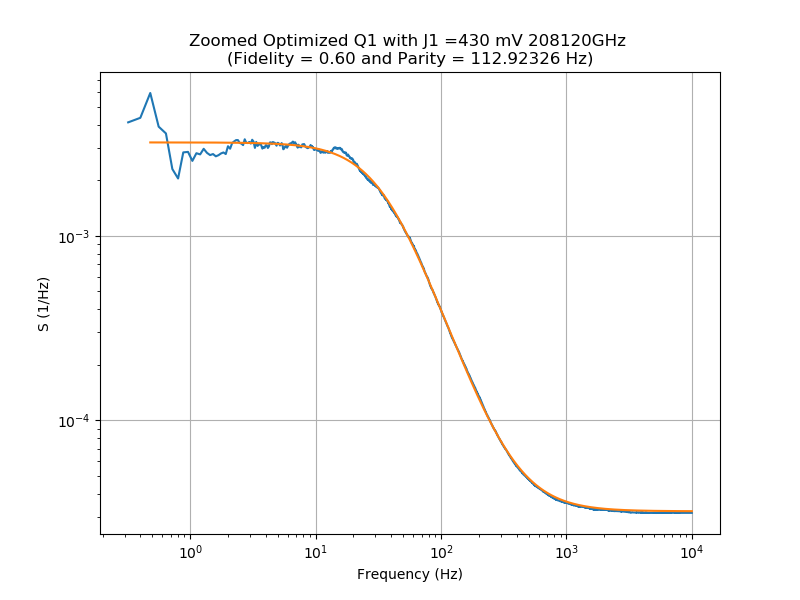 Zoomed Optimized Q1 with J1 =430 mV 208120GHz
(Fidelity = 0.60 and Parity = 112.92326 Hz)
S (1/Hz)
10⁻³
10⁻⁴
10⁰ 10¹ 10² 10³ 10⁴
Frequency (Hz)